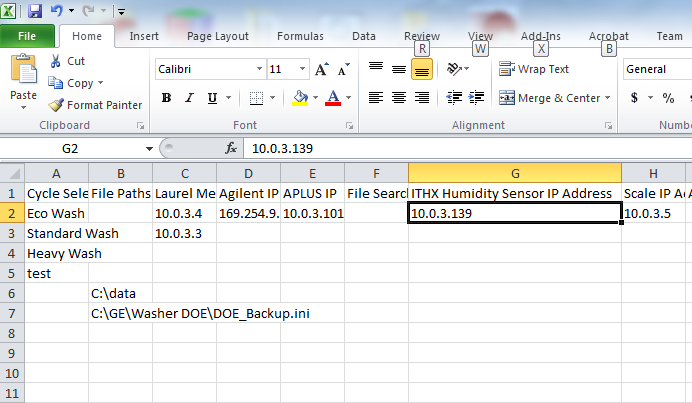 File Home Insert Page Layout Formulas Data Review View Add-Ins Acrobat Team
R W X B
Cut
Copy
Format Painter
Paste
Clipboard
Calibri 11 A A
B I U A
Font
Wrap Text
Merge & Center
Alignment
General
$ % ,
Numb
G2 fx 10.0.3.139
A B C D E F G H
1 Cycle Sele File Paths Laurel Me Agilent IP APLUS IP File Search ITHX Humidity Sensor IP Address Scale IP Ad
2 Eco Wash 10.0.3.4 169.254.9. 10.0.3.101 10.0.3.139 10.0.3.5
3 Standard Wash 10.0.3.3
4 Heavy Wash
5 test
6 C:\data
7 C:\GE\Washer DOE\DOE_Backup.ini
8
9
10
11